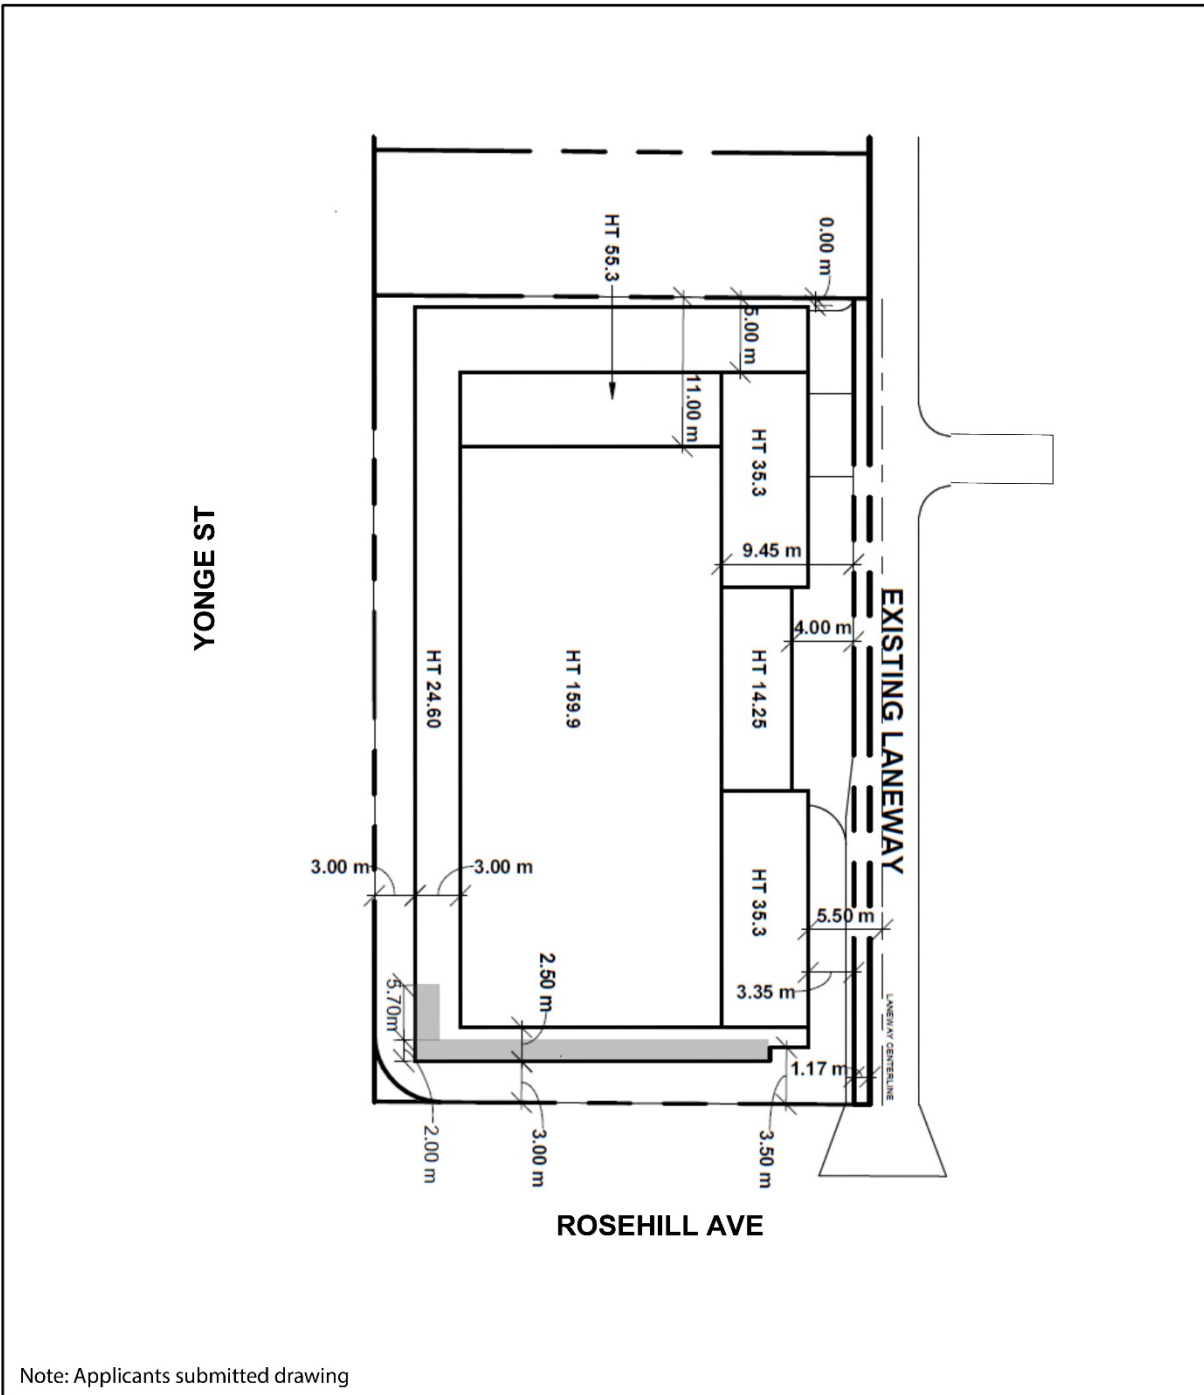 0.00 m
HT 55.3
5.00 m
11.00 m
HT 35.3
9.45 m
YONGE ST
EXISTING LANEWAY
4.00 m
HT 24.60
HT 159.9
HT 14.25
3.00 m
3.00 m
HT 35.3
5.50 m
2.50 m
3.35 m
5.70m
LANEWAY CENTERLINE
1.17 m
2.00 m
3.00 m
3.50 m
ROSEHILL AVE
Note: Applicants submitted drawing